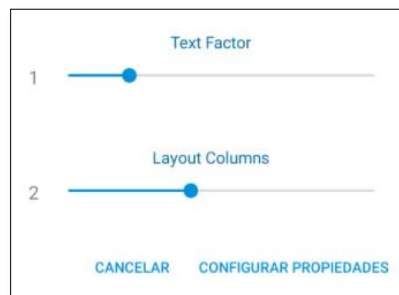 Text Factor
1
Layout Columns
2
CANCELAR CONFIGURAR PROPIEDADES